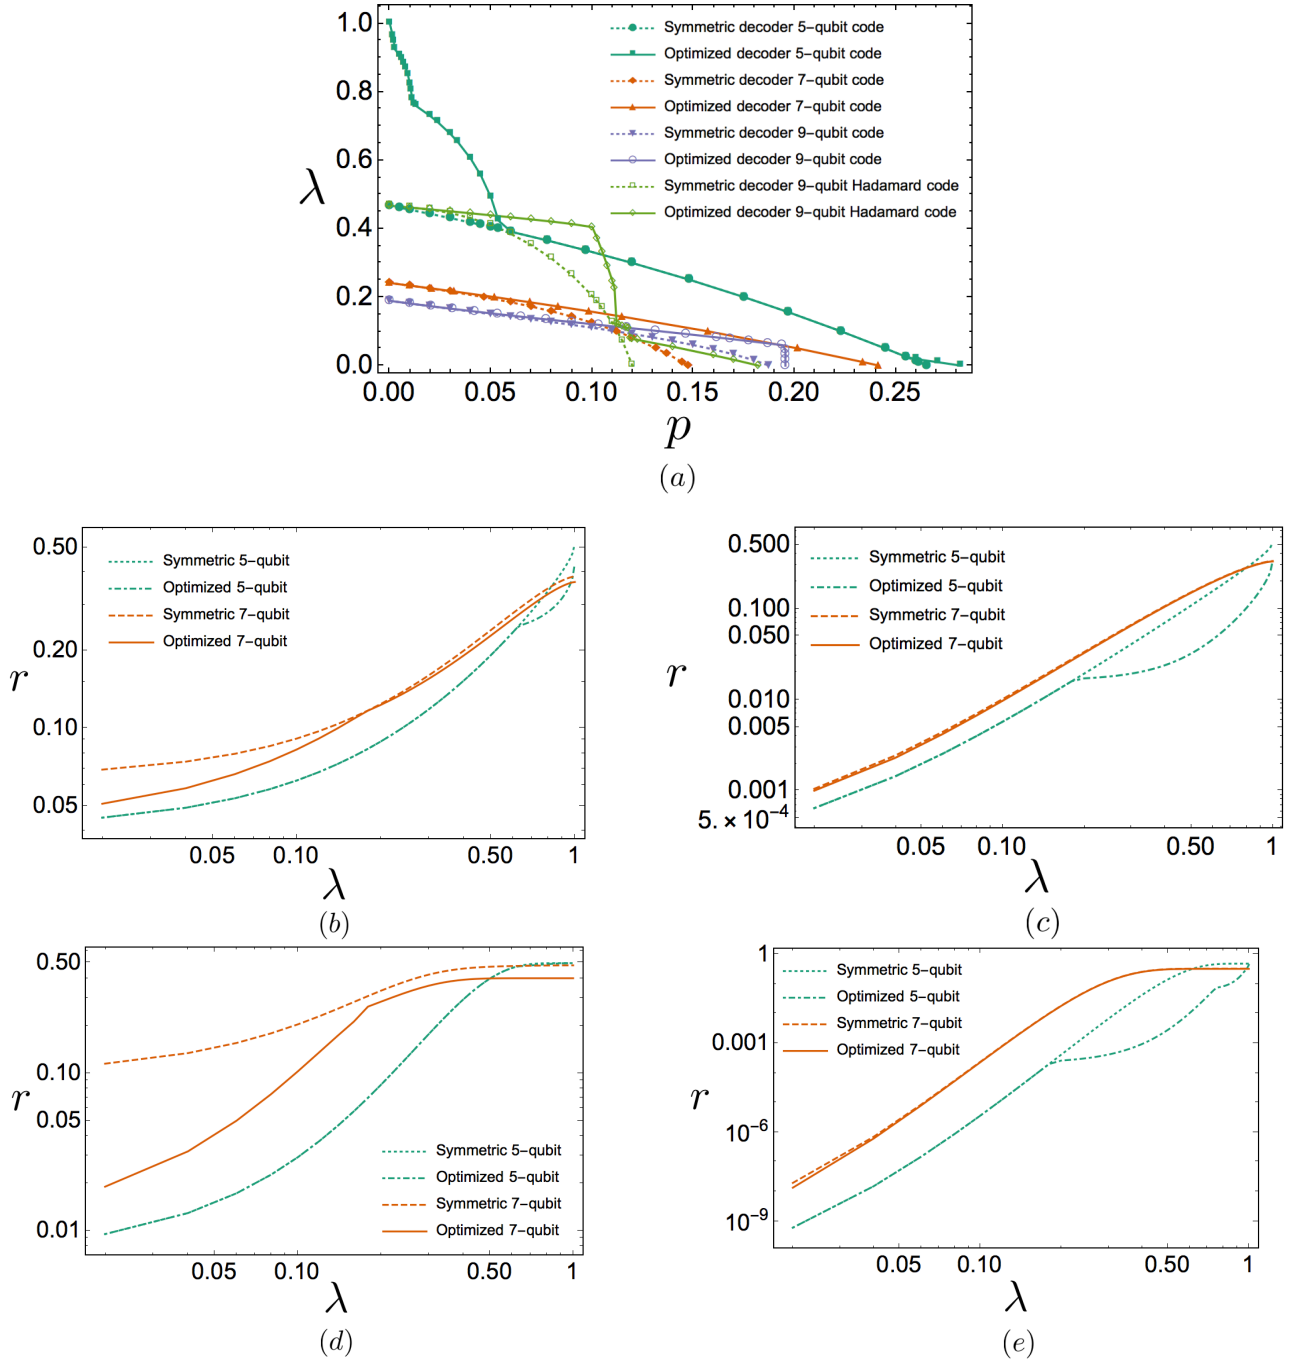 Symmetric decoder 5-qubit code
Optimized decoder 5-qubit code
Symmetric decoder 7-qubit code
Optimized decoder 7-qubit code
Symmetric decoder 9-qubit code
Optimized decoder 9-qubit code
Symmetric decoder 9-qubit Hadamard code
Optimized decoder 9-qubit Hadamard code
1.0
0.8
0.6
0.4
0.2
0.0
λ
0.00 0.05 0.10 0.15 0.20 0.25
p
(a)
Symmetric 5-qubit
Optimized 5-qubit
Symmetric 7-qubit
Optimized 7-qubit
0.50
0.20
0.10
0.05
r
0.05 0.10 0.50 1
λ
(b)
Symmetric 5-qubit
Optimized 5-qubit
Symmetric 7-qubit
Optimized 7-qubit
0.500
0.100
0.050
0.010
0.005
0.001
5. × 10⁻⁴
r
0.05 0.10 0.50 1
λ
(c)
0.50
0.10
0.05
0.01
r
Symmetric 5-qubit
Optimized 5-qubit
Symmetric 7-qubit
Optimized 7-qubit
0.05 0.10 0.50 1
λ
(d)
Symmetric 5-qubit
Optimized 5-qubit
Symmetric 7-qubit
Optimized 7-qubit
1
0.001
10⁻⁶
10⁻⁹
r
0.05 0.10 0.50 1
λ
(e)